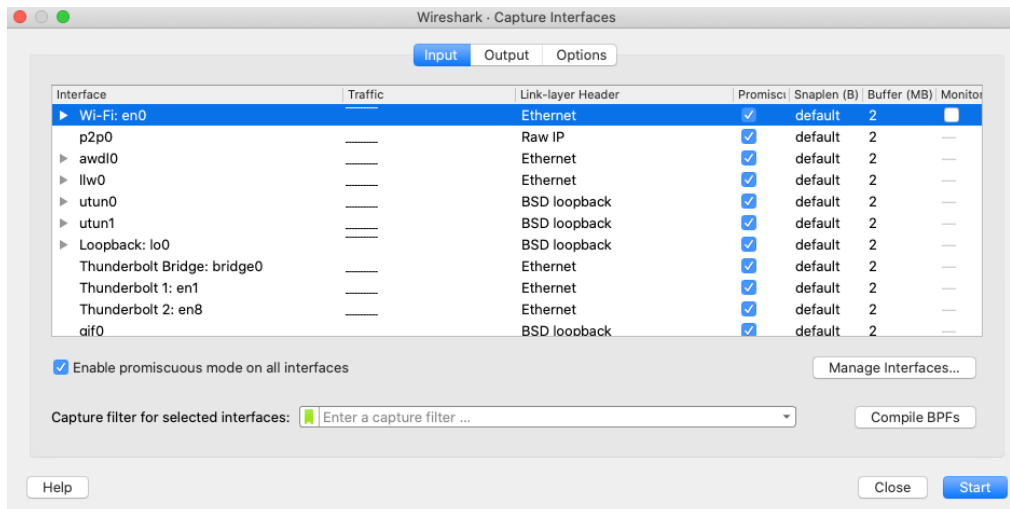 Wireshark · Capture Interfaces
Input Output Options
Interface Traffic Link-layer Header Promiscu Snaplen (B) Buffer (MB) Monitor
Wi-Fi: en0 Ethernet default 2
p2p0 Raw IP default 2 —
awdl0 Ethernet default 2 —
llw0 Ethernet default 2 —
utun0 BSD loopback default 2 —
utun1 BSD loopback default 2 —
Loopback: lo0 BSD loopback default 2 —
Thunderbolt Bridge: bridge0 Ethernet default 2 —
Thunderbolt 1: en1 Ethernet default 2 —
Thunderbolt 2: en8 Ethernet default 2 —
gif0 BSD loopback default 2 —
Enable promiscuous mode on all interfaces Manage Interfaces...
Capture filter for selected interfaces: Enter a capture filter ... Compile BPFs
Help Close Start